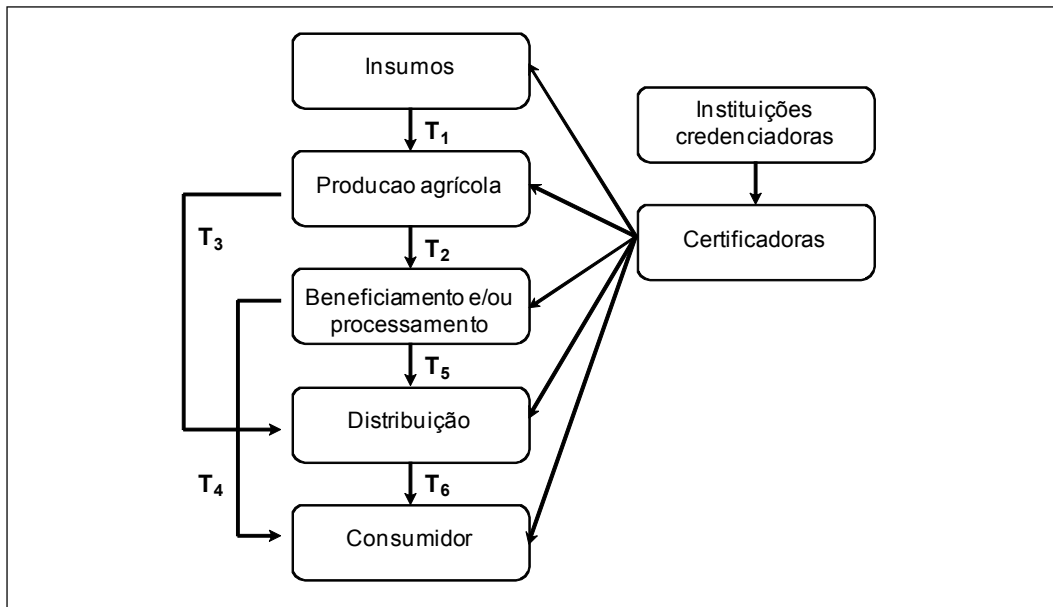 Insumos
T1
Instituições
credenciadoras
Producao agrícola
T3
T2
Certificadoras
Beneficiamento e/ou
processamento
T5
Distribuição
T4
T6
Consumidor